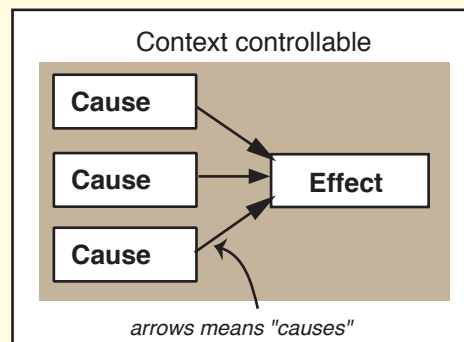 Context controllable
Cause
Cause
Effect
Cause
arrows means "causes"